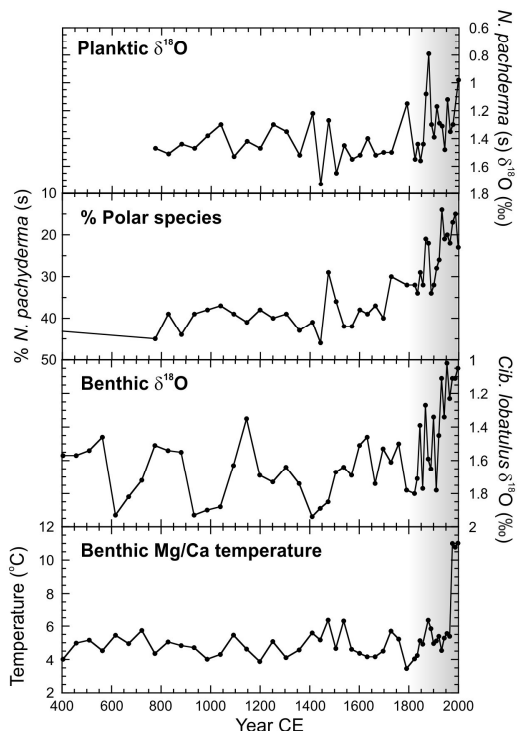 Planktic δ¹⁸O
0.6
0.8
1
1.2
1.4
1.6
1.8
N. pachderma (s) δ¹⁸O (‰)
% Polar species
10
20
30
40
50
% N. pachyderma (s)
Benthic δ¹⁸O
1
1.2
1.4
1.6
1.8
2
Cib. lobatulus δ¹⁸O (‰)
Benthic Mg/Ca temperature
12
10
8
6
4
2
Temperature (°C)
400 600 800 1000 1200 1400 1600 1800 2000
Year CE